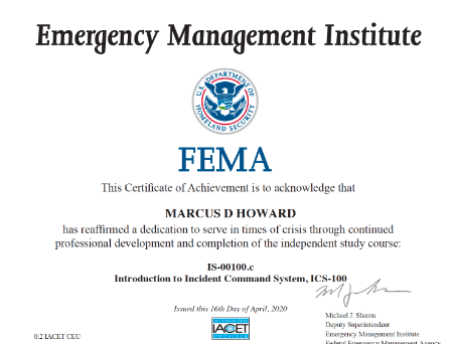 Emergency Management Institute
U.S. DEPARTMENT OF HOMELAND SECURITY
FEMA
This Certificate of Achievement is to acknowledge that
MARCUS D HOWARD
has reaffirmed a dedication to serve in times of crisis through continued
professional development and completion of the independent study course:
IS-00100.c
Introduction to Incident Command System, ICS-100
Issued this 16th Day of April, 2020
IACET
0.2 IACET CEU
Michael J. Sharon
Deputy Superintendent
Emergency Management Institute
Federal Emergency Management Agency